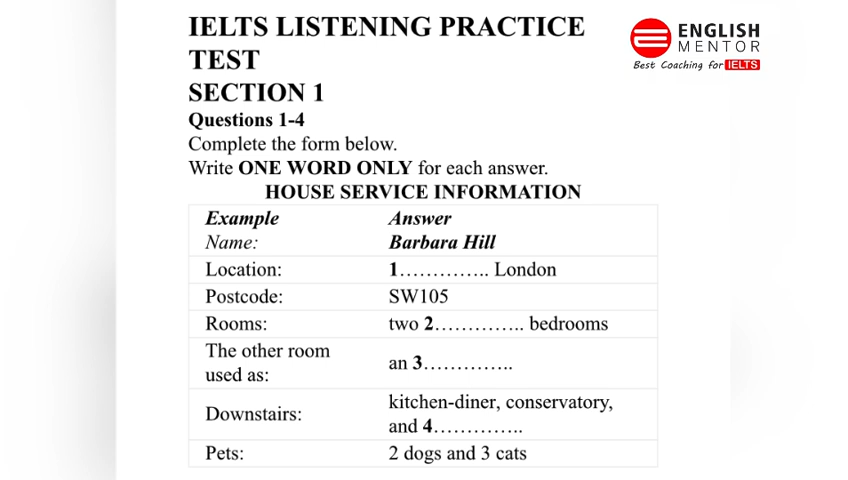 IELTS LISTENING PRACTICE
TEST
SECTION 1
Questions 1-4
Complete the form below.
Write ONE WORD ONLY for each answer.
HOUSE SERVICE INFORMATION
Example Answer
Name: Barbara Hill
Location: 1………….. London
Postcode: SW105
Rooms: two 2………….. bedrooms
The other room
used as: an 3…………..
Downstairs: kitchen-diner, conservatory,
and 4…………..
Pets: 2 dogs and 3 cats
ENGLISH
MENTOR
Best Coaching for IELTS